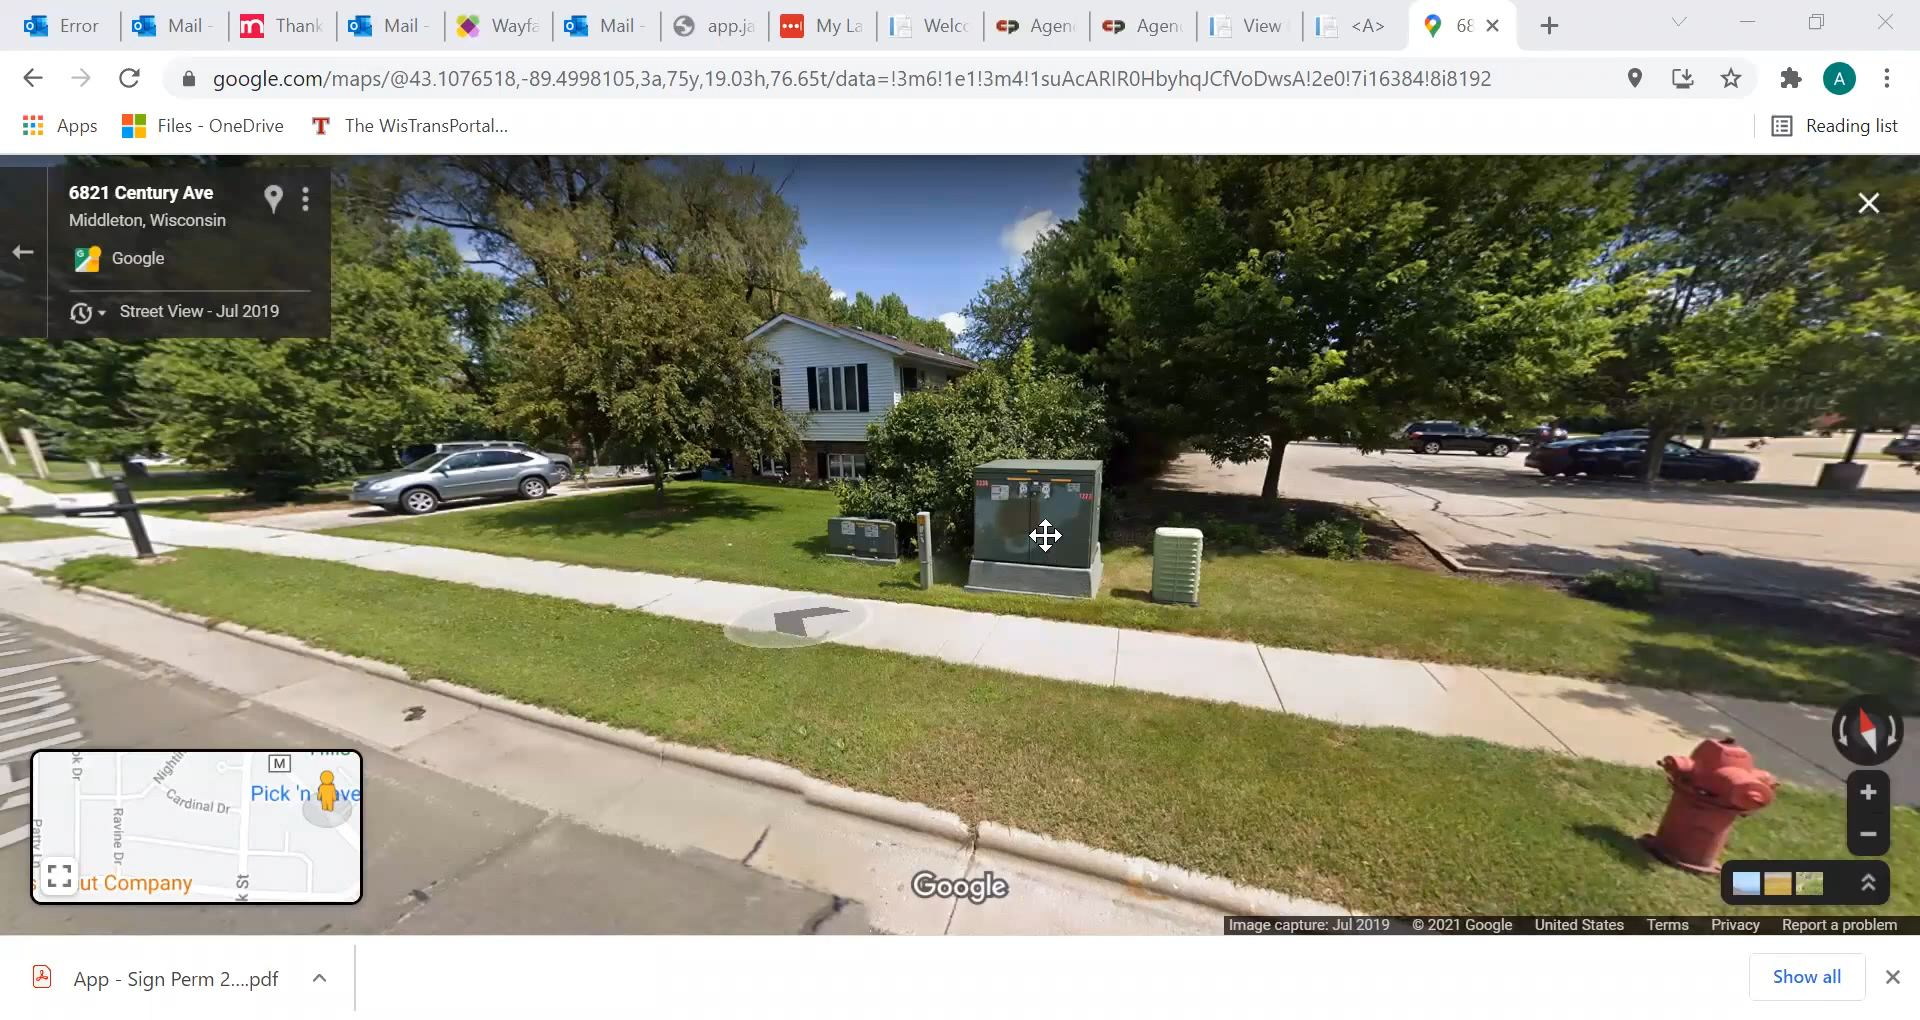 Error
Mail -
Thank
Mail -
Wayfa
Mail -
app.ja
My La
Welco
Agen
Agen
View
<A>
68
google.com/maps/@43.1076518,-89.4998105,3a,75y,19.03h,76.65t/data=!3m6!1e1!3m4!1suAcARIR0HbyhqJCfVoDwsA!2e0!7i16384!8i8192
A
Apps
Files - OneDrive
The WisTransPortal...
Reading list
6821 Century Ave
Middleton, Wisconsin
Google
Street View - Jul 2019
M
Pick 'n
ave
Cardinal Dr
Ravine Dr
ut Company
Google
Image capture: Jul 2019 © 2021 Google United States Terms Privacy Report a problem
App - Sign Perm 2....pdf
Show all